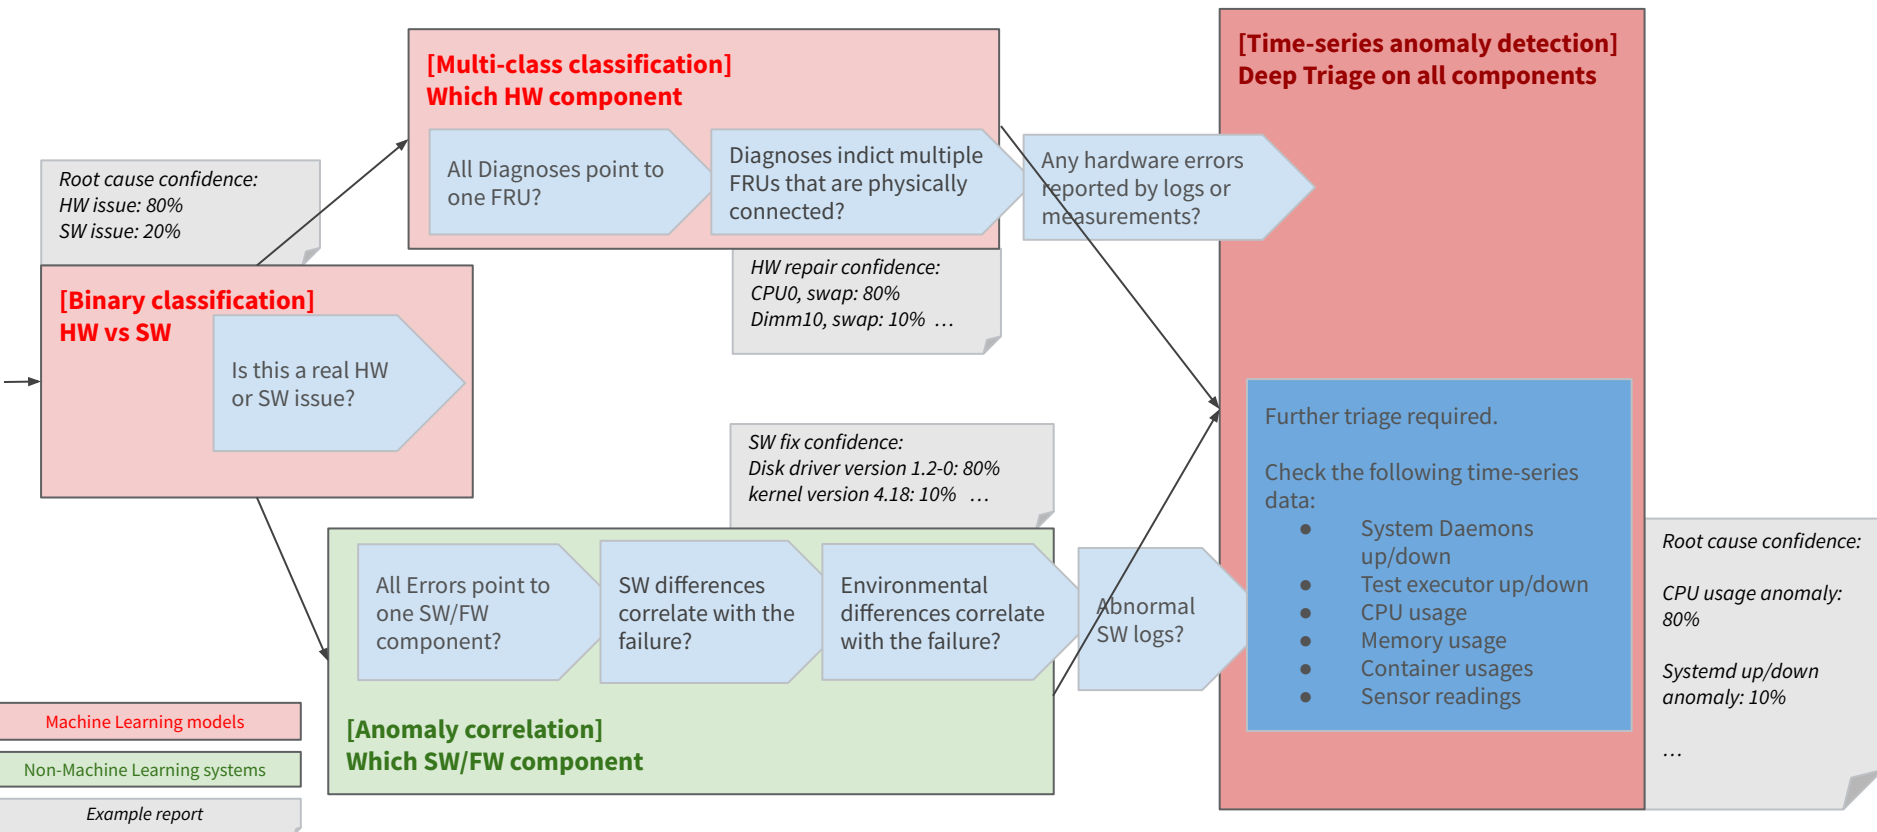 [Multi-class classification]
Which HW component
All Diagnoses point to
one FRU?
Diagnoses indict multiple
FRUs that are physically
connected?
Any hardware errors
reported by logs or
measurements?
[Time-series anomaly detection]
Deep Triage on all components
Root cause confidence:
HW issue: 80%
SW issue: 20%
HW repair confidence:
CPU0, swap: 80%
Dimm10, swap: 10% …
[Binary classification]
HW vs SW
Is this a real HW
or SW issue?
SW fix confidence:
Disk driver version 1.2-0: 80%
kernel version 4.18: 10% …
All Errors point to
one SW/FW
component?
SW differences
correlate with the
failure?
Environmental
differences correlate
with the failure?
Abnormal
SW logs?
[Anomaly correlation]
Which SW/FW component
Further triage required.
Check the following time-series
data:
● System Daemons
up/down
● Test executor up/down
● CPU usage
● Memory usage
● Container usages
● Sensor readings
Root cause confidence:
CPU usage anomaly:
80%
Systemd up/down
anomaly: 10%
…
Machine Learning models
Non-Machine Learning systems
Example report